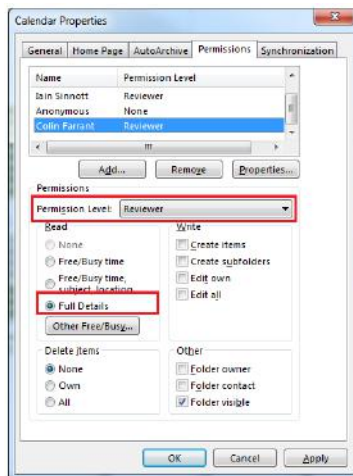 Calendar Properties
General Home Page AutoArchive Permissions Synchronization
Name Permission Level
Iain Sinnott Reviewer
Anonymous None
Colin Farrant Reviewer
Add... Remove Properties...
Permissions
Permission Level: Reviewer
Read Write
None Create items
Free/Busy time Create subfolders
Free/Busy time, Edit own
subject, location Edit all
Full Details
Other Free/Busy...
Delete items Other
None Folder owner
Own Folder contact
All Folder visible
OK Cancel Apply